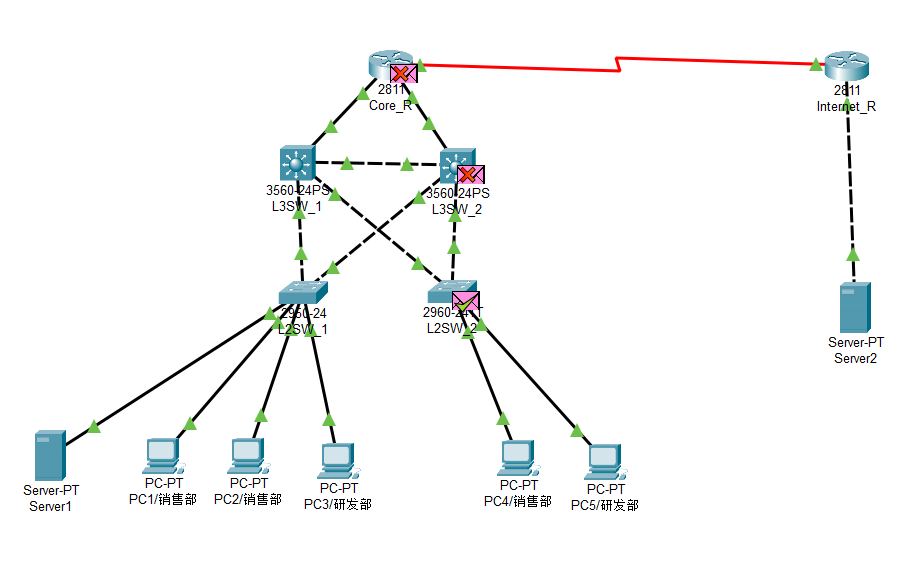 2811
Core_R
2811
Internet_R
3560-24PS
L3SW_1
3560-24PS
L3SW_2
2960-24
L2SW_1
2960-24TT
L2SW_2
Server-PT
Server2
Server-PT
Server1
PC-PT
PC1/销售部
PC-PT
PC2/销售部
PC-PT
PC3/研发部
PC-PT
PC4/销售部
PC-PT
PC5/研发部